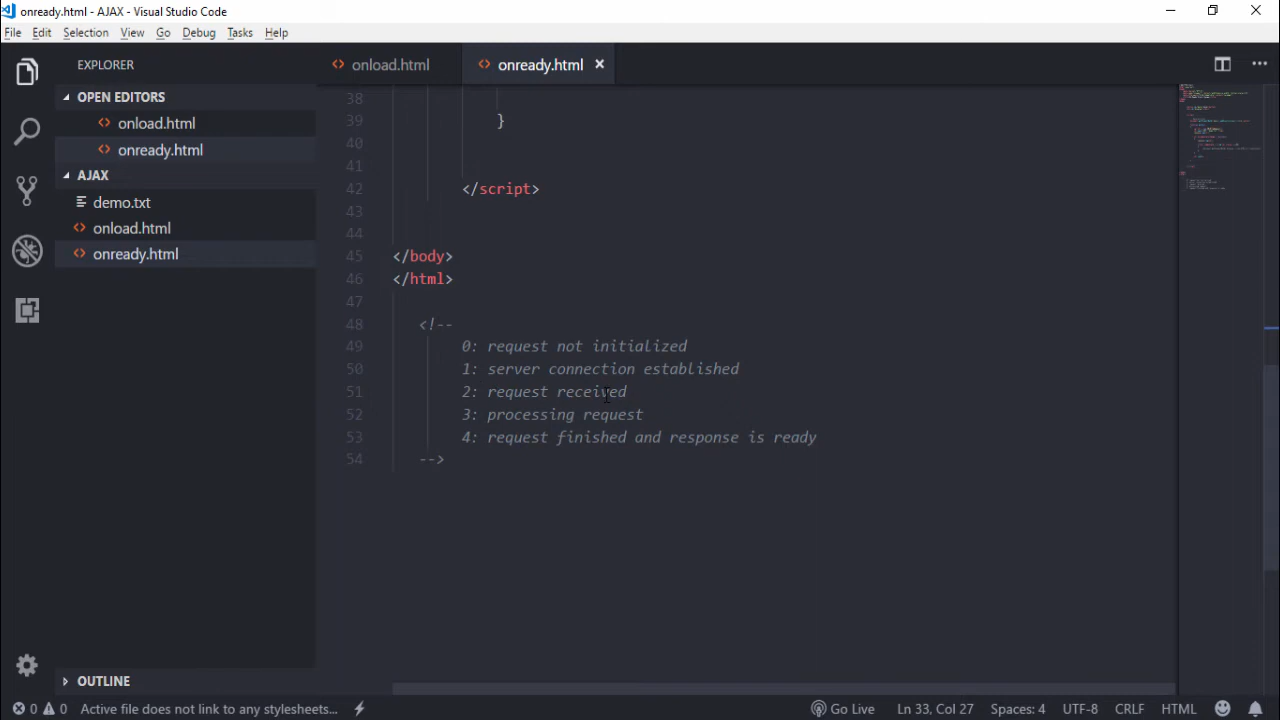 onready.html - AJAX - Visual Studio Code
File Edit Selection View Go Debug Tasks Help
EXPLORER
OPEN EDITORS
onload.html
onready.html
AJAX
demo.txt
onload.html
onready.html
OUTLINE
onload.html onready.html ×
38
39 }
40
41
42 </script>
43
44
45 </body>
46 </html>
47
48 <!--
49 0: request not initialized
50 1: server connection established
51 2: request received
52 3: processing request
53 4: request finished and response is ready
54 -->
0 0 Active file does not link to any stylesheets... Go Live Ln 33, Col 27 Spaces: 4 UTF-8 CRLF HTML